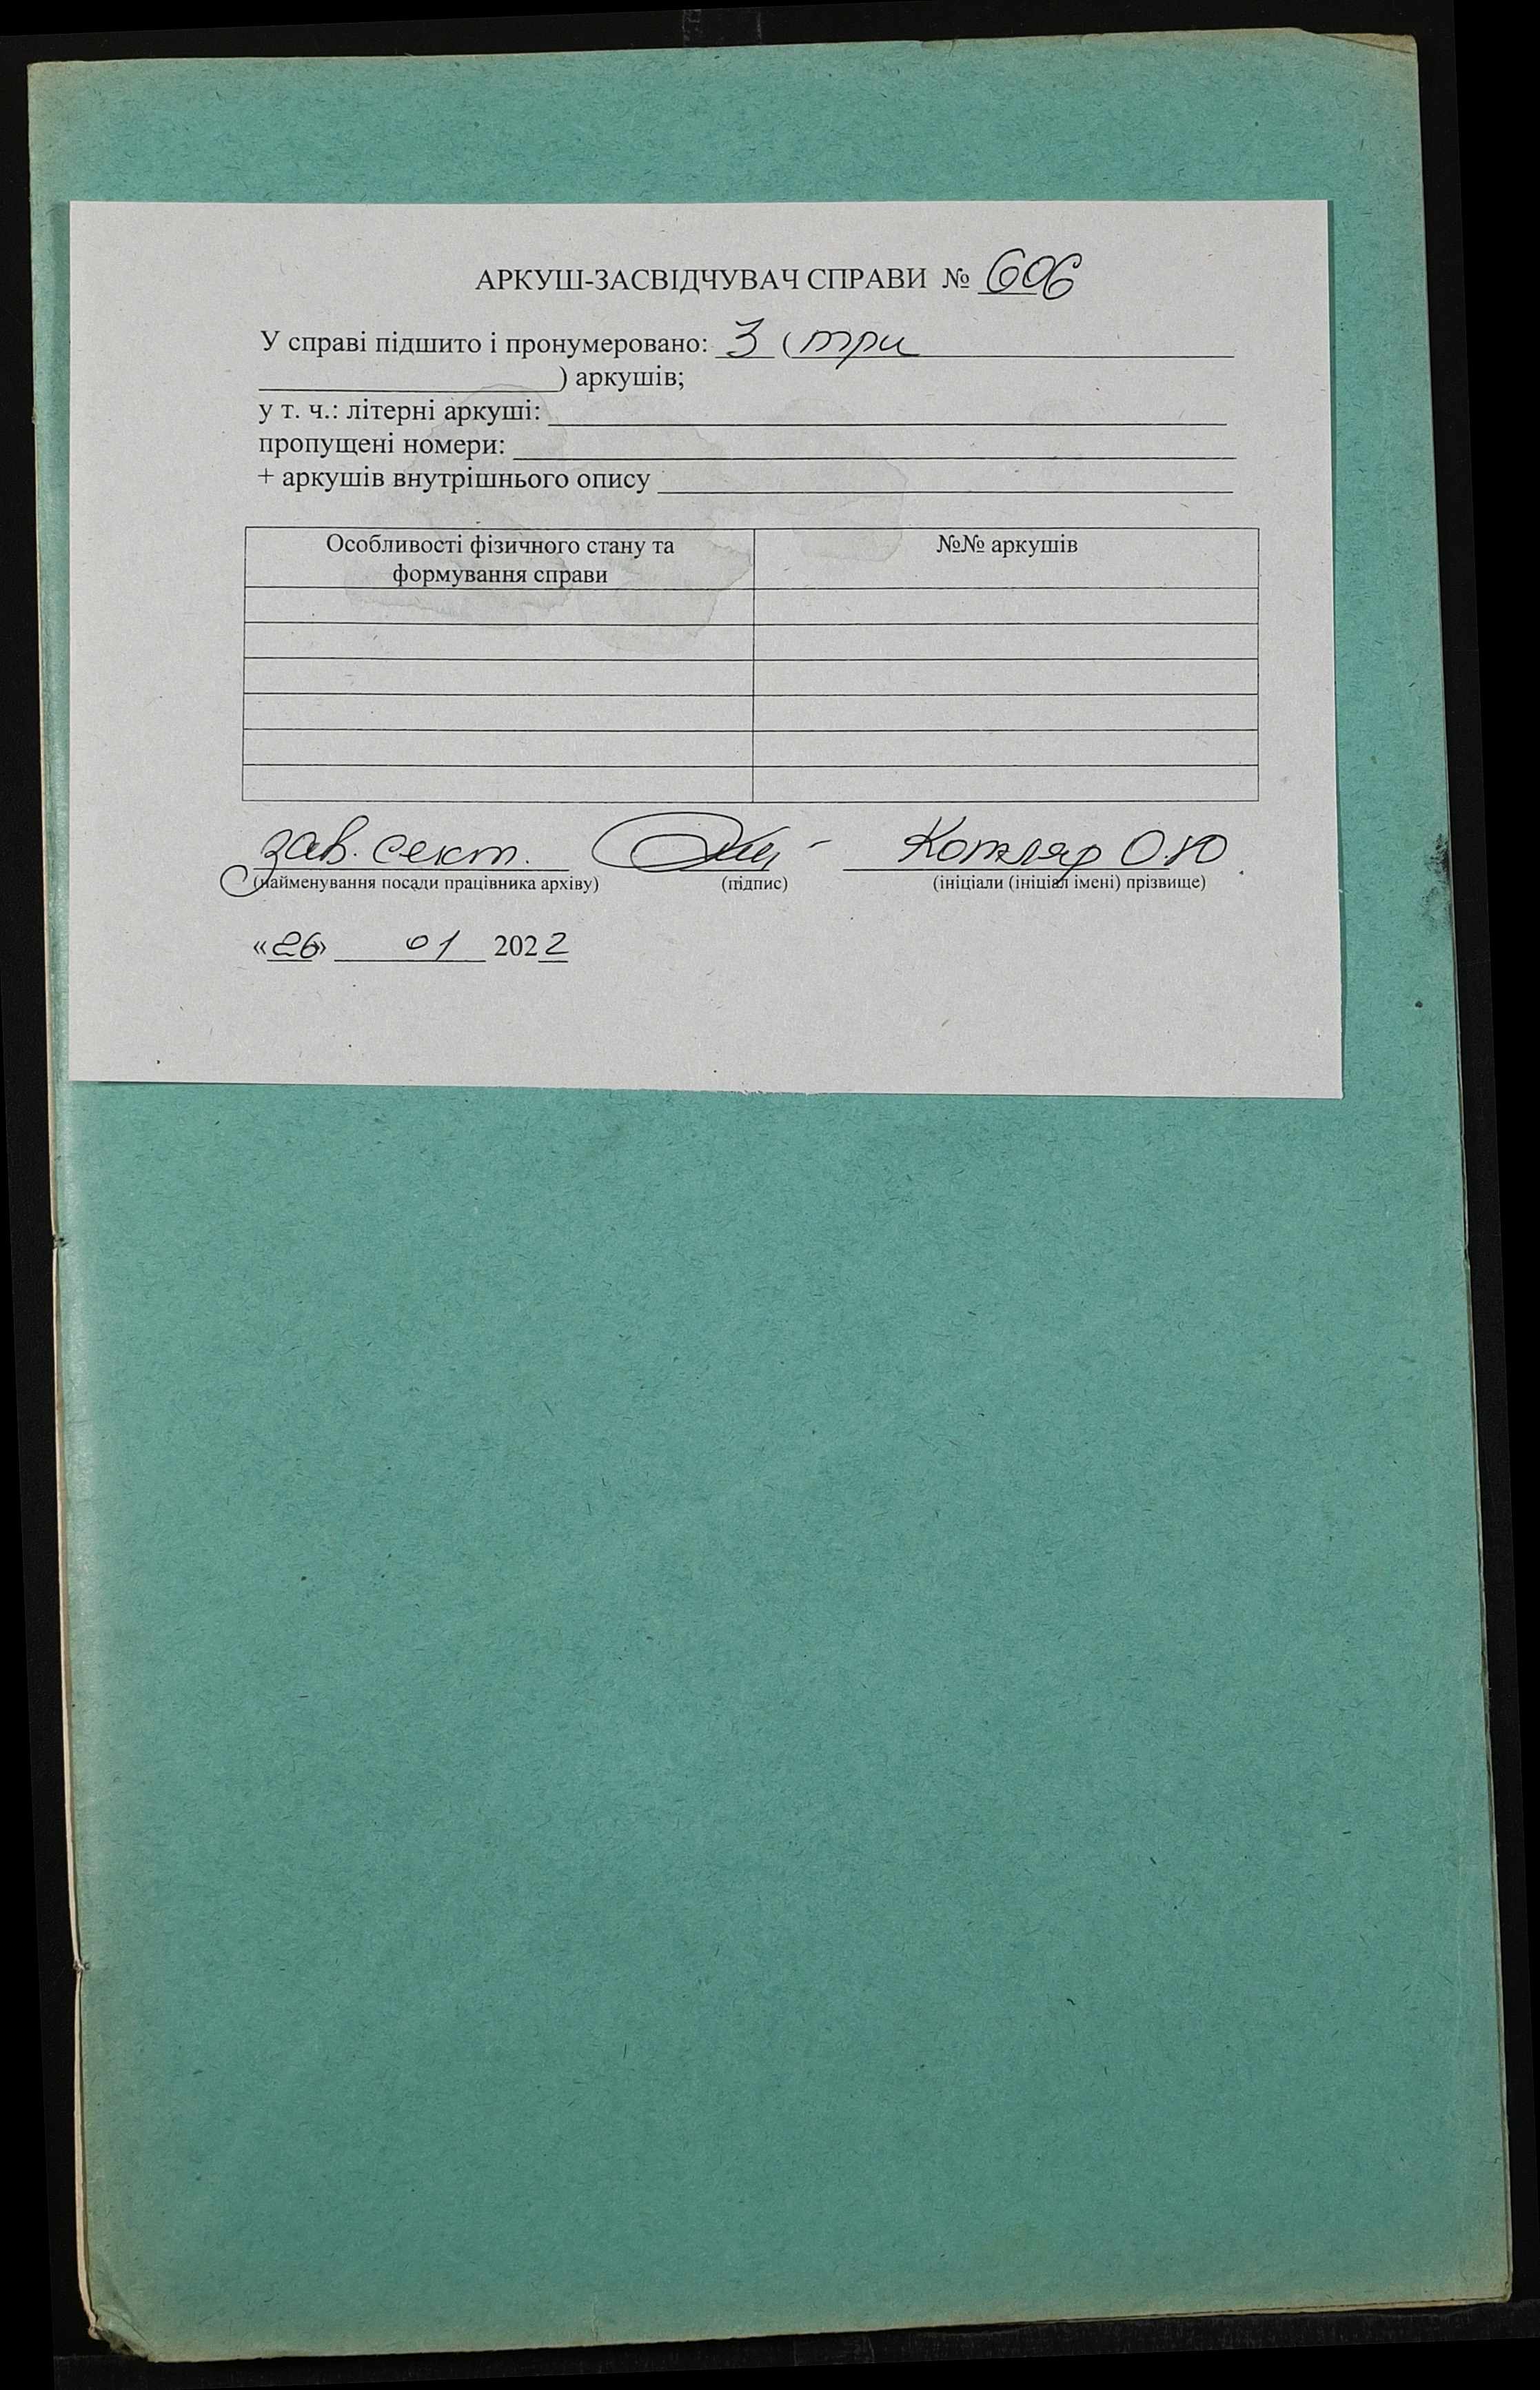 АРКУШ-ЗАСВІДЧУВАЧ СПРАВИ № 606
У справі підшито і пронумеровано: 3 ( три
) аркушів;
у т. ч.: літерні аркуші:
пропущені номери:
+ аркушів внутрішнього опису
Особливості фізичного стану та
формування справи
№№ аркушів
зав. сект. Котляр О.Ю
(найменування посади працівника архіву) (підпис) (ініціали (ініціал імені) прізвище)
«26» 01 2022